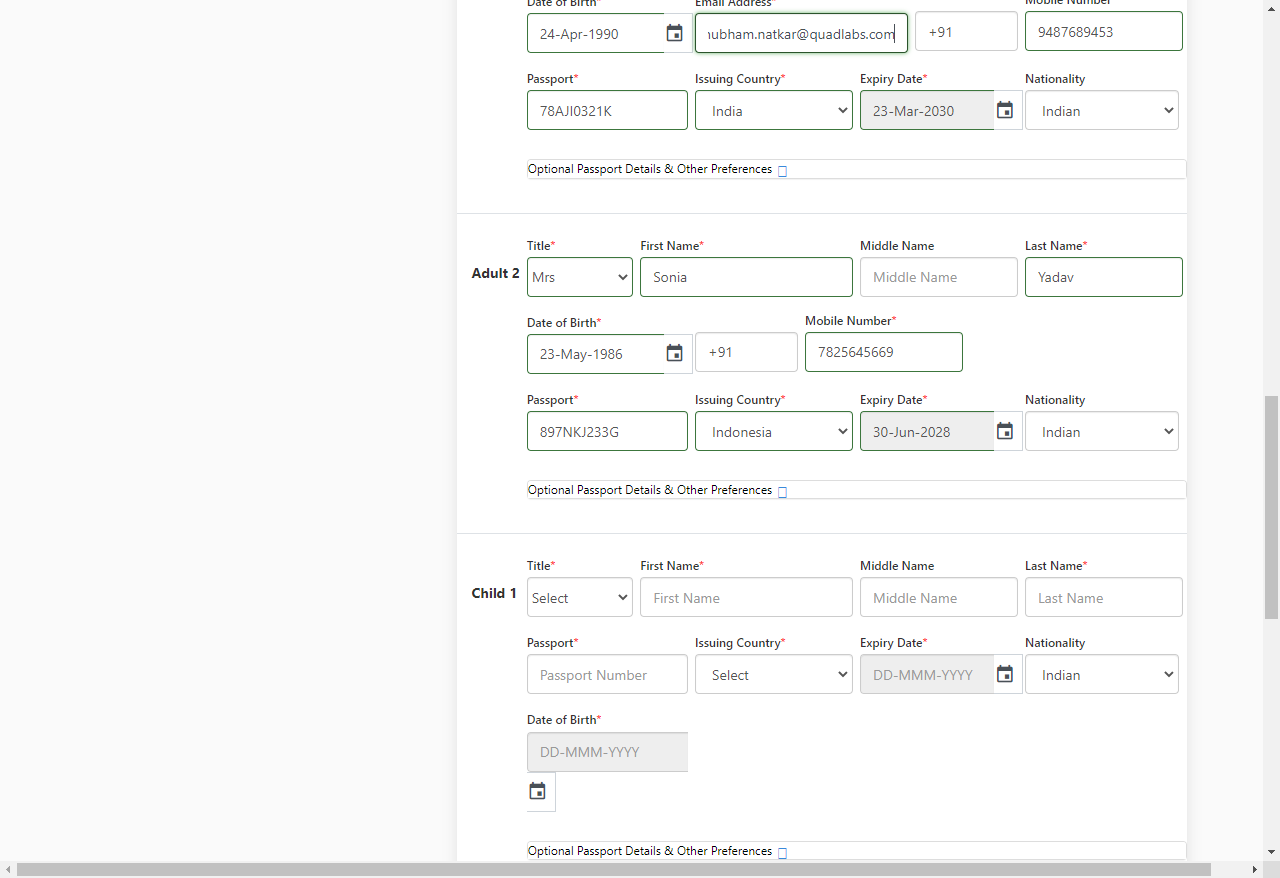 Date of Birth* Email Address* Mobile Number
24-Apr-1990 ubham.natkar@quadlabs.com +91 9487689453
Passport* Issuing Country* Expiry Date* Nationality
78AJI0321K India 23-Mar-2030 Indian
Optional Passport Details & Other Preferences
Title* First Name* Middle Name Last Name*
Adult 2 Mrs Sonia Middle Name Yadav
Date of Birth* Mobile Number*
23-May-1986 +91 7825645669
Passport* Issuing Country* Expiry Date* Nationality
897NKJ233G Indonesia 30-Jun-2028 Indian
Optional Passport Details & Other Preferences
Title* First Name* Middle Name Last Name*
Child 1 Select First Name Middle Name Last Name
Passport* Issuing Country* Expiry Date* Nationality
Passport Number Select DD-MMM-YYYY Indian
Date of Birth*
DD-MMM-YYYY
Optional Passport Details & Other Preferences